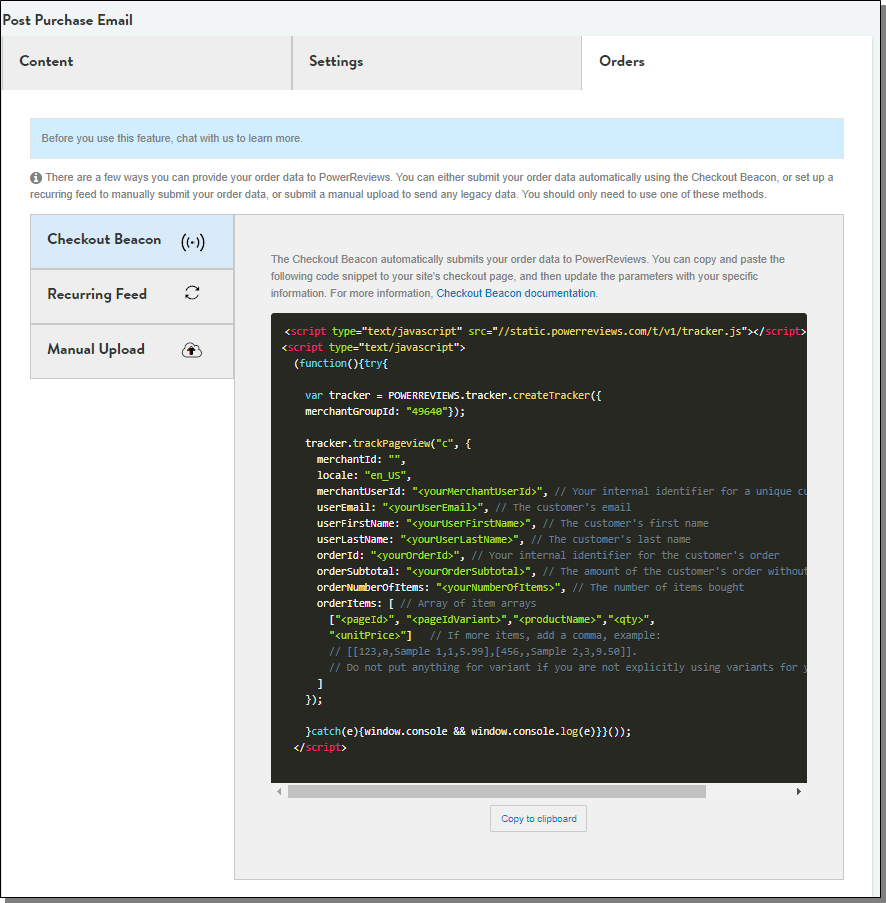 Post Purchase Email
Content
Settings
Orders
Before you use this feature, chat with us to learn more.
There are a few ways you can provide your order data to PowerReviews. You can either submit your order data automatically using the Checkout Beacon, or set up a
recurring feed to manually submit your order data, or submit a manual upload to send any legacy data. You should only need to use one of these methods.
Checkout Beacon
Recurring Feed
Manual Upload
The Checkout Beacon automatically submits your order data to PowerReviews. You can copy and paste the
following code snippet to your site's checkout page, and then update the parameters with your specific
information. For more information, Checkout Beacon documentation.
<script type="text/javascript" src="//static.powerreviews.com/t/v1/tracker.js"></script>
<script type="text/javascript">
(function(){try{
var tracker = POWERREVIEWS.tracker.createTracker({
merchantGroupId: "49640"});
tracker.trackPageview("c", {
merchantId: "",
locale: "en_US",
merchantUserId: "<yourMerchantUserId>", // Your internal identifier for a unique cu
userEmail: "<yourUserEmail>", // The customer's email
userFirstName: "<yourUserFirstName>", // The customer's first name
userLastName: "<yourUserLastName>", // The customer's last name
orderId: "<yourOrderId>", // Your internal identifier for the customer's order
orderSubtotal: "<yourOrderSubtotal>", // The amount of the customer's order without
orderNumberOfItems: "<yourNumberOfItems>", // The number of items bought
orderItems: [ // Array of item arrays
["<pageId>", "<pageIdVariant>","<productName>","<qty>",
"<unitPrice>"] // If more items, add a comma, example:
// [[123,a,Sample 1,1,5.99],[456,,Sample 2,3,9.50]].
// Do not put anything for variant if you are not explicitly using variants for y
]
});
}catch(e){window.console && window.console.log(e)}}());
</script>
Copy to clipboard